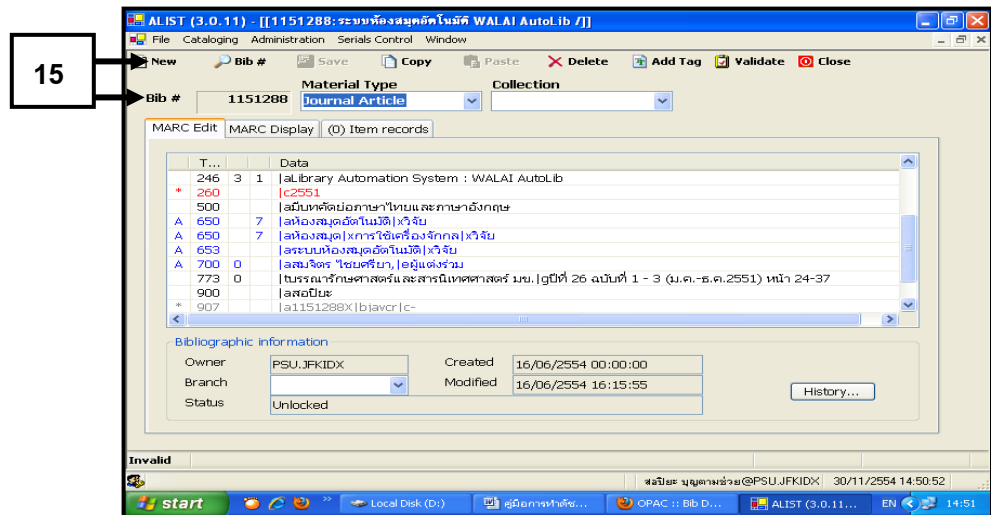 ALIST (3.0.11) - [[1151288:ระบบห้องสมุดอัตโนมัติ WALAI AutoLib /]]
File Cataloging Administration Serials Control Window
15
New Bib # Save Copy Paste Delete Add Tag Validate Close
Material Type Collection
Bib # 1151288 Journal Article
MARC Edit MARC Display (0) Item records
T... Data
246 3 1 |aLibrary Automation System : WALAI AutoLib
* 260 |c2551
500 |aมีบทคัดย่อภาษาไทยและภาษาอังกฤษ
A 650 7 |aห้องสมุดอัตโนมัติ|xวิจัย
A 650 7 |aห้องสมุด|xการใช้เครื่องจักรกล|xวิจัย
A 653 |aระบบห้องสมุดอัตโนมัติ|xวิจัย
A 700 0 |aสมจิตร ไชยศรียา,|eผู้แต่งร่วม
773 0 |tบรรณารักษศาสตร์และสารนิเทศศาสตร์ มข.|gปีที่ 26 ฉบับที่ 1 - 3 (ม.ค.-ธ.ค.2551) หน้า 24-37
900 |aสอปิยะ
* 907 |a1151288X|bjavcr|c-
Bibliographic information
Owner PSU.JFKIDX Created 16/06/2554 00:00:00
Branch Modified 16/06/2554 16:15:55
History...
Status Unlocked
Invalid
สอปิยะ บุญตามช่วย@PSU.JFKIDX 30/11/2554 14:50:52
start Local Disk (D:) คู่มือการทำดัช... OPAC :: Bib D... ALIST (3.0.11... EN 14:51